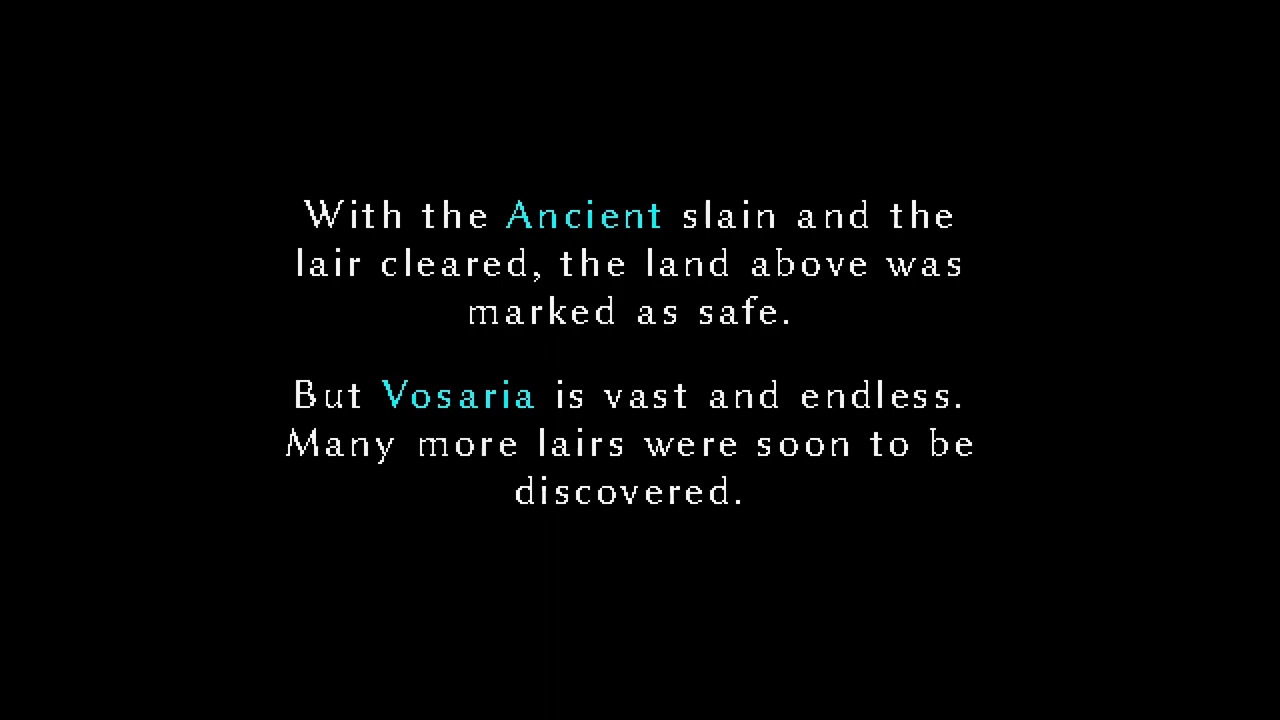 With the Ancient slain and the
lair cleared, the land above was
marked as safe.
But Vosaria is vast and endless.
Many more lairs were soon to be
discovered.